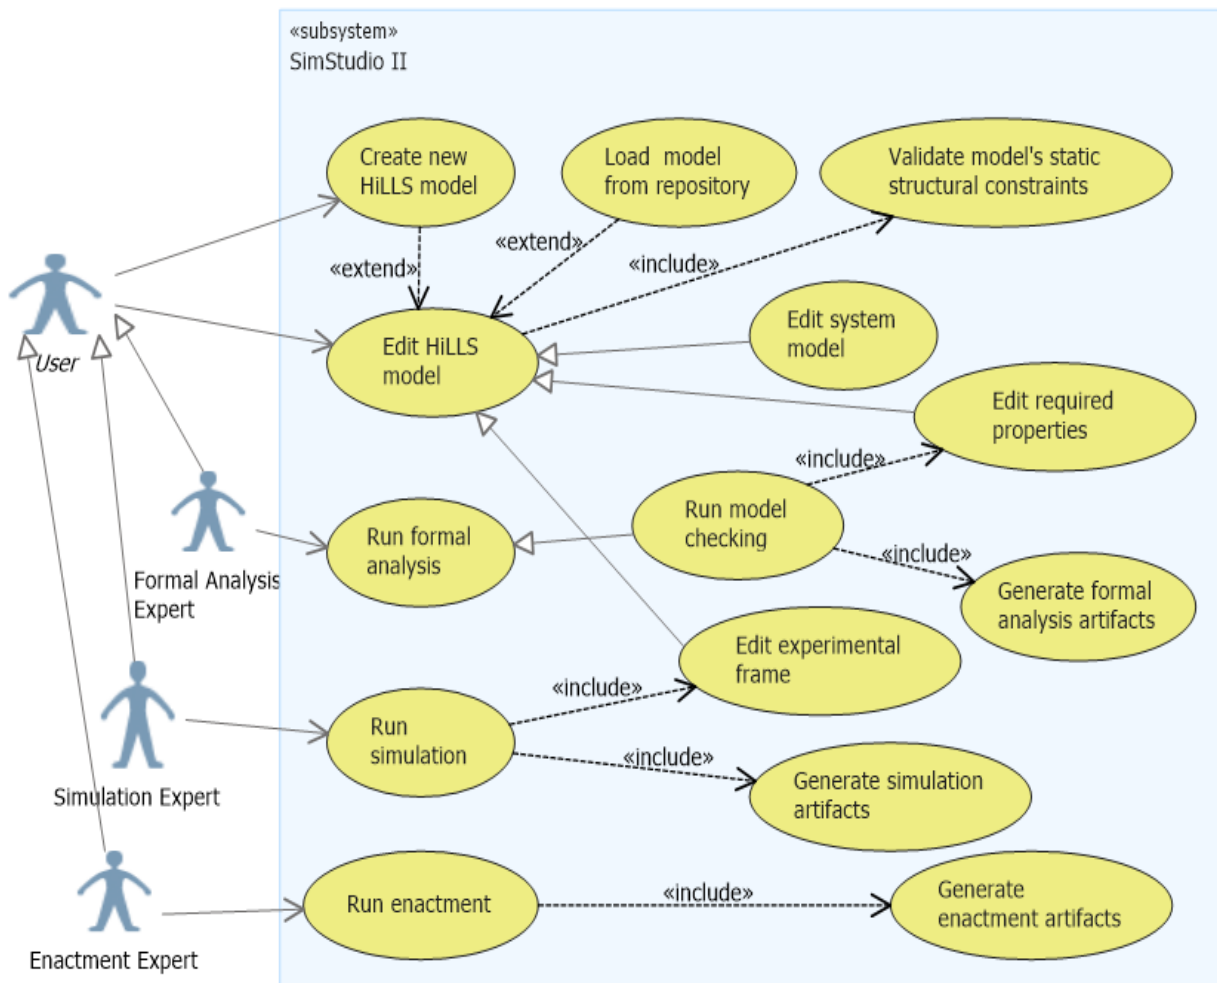 «subsystem»
SimStudio II
Create new
HiLLS model
Load model
from repository
Validate model's static
structural constraints
«extend»
«extend»
«include»
User
Edit HiLLS
model
Edit system
model
Edit required
properties
«include»
Formal Analysis
Expert
Run formal
analysis
Run model
checking
«include»
Generate formal
analysis artifacts
Edit experimental
frame
«include»
Simulation Expert
Run
simulation
«include»
Generate simulation
artifacts
Enactment Expert
Run enactment
«include»
Generate
enactment artifacts